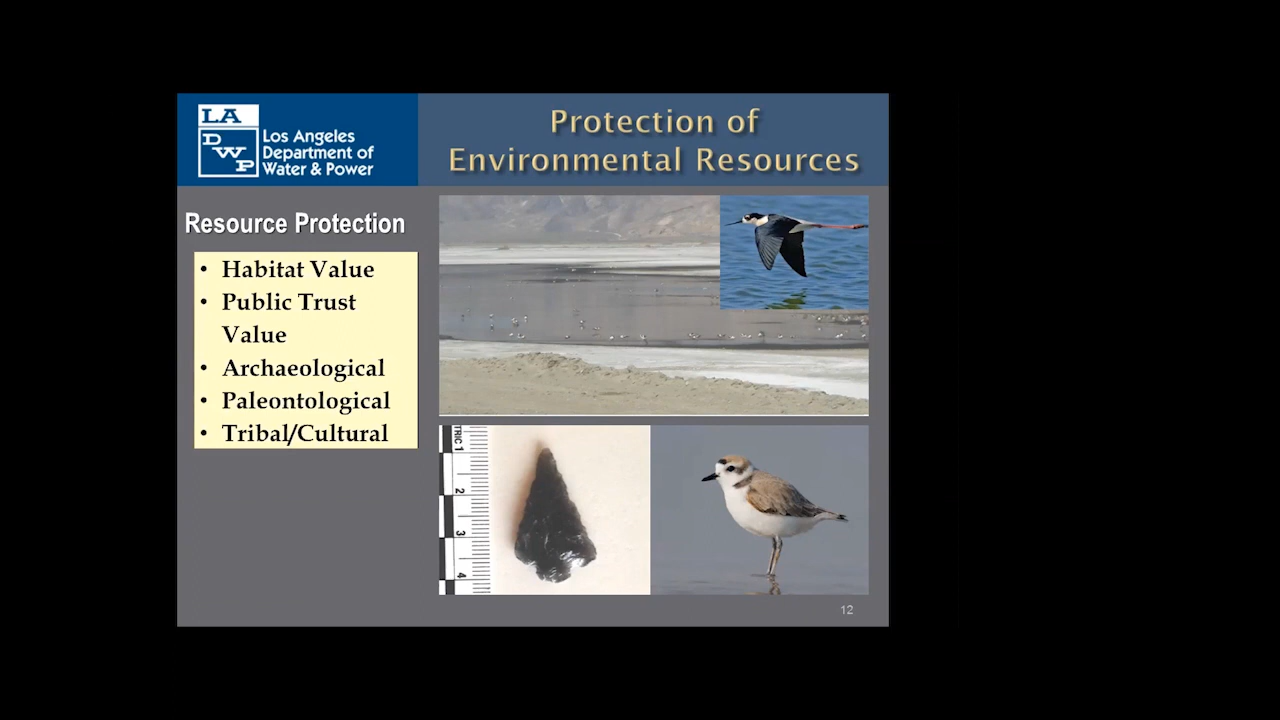 LA
DWP
Los Angeles
Department of
Water & Power
Protection of
Environmental Resources
Resource Protection
• Habitat Value
• Public Trust
Value
• Archaeological
• Paleontological
• Tribal/Cultural
TRIC 1
2
3
4
12